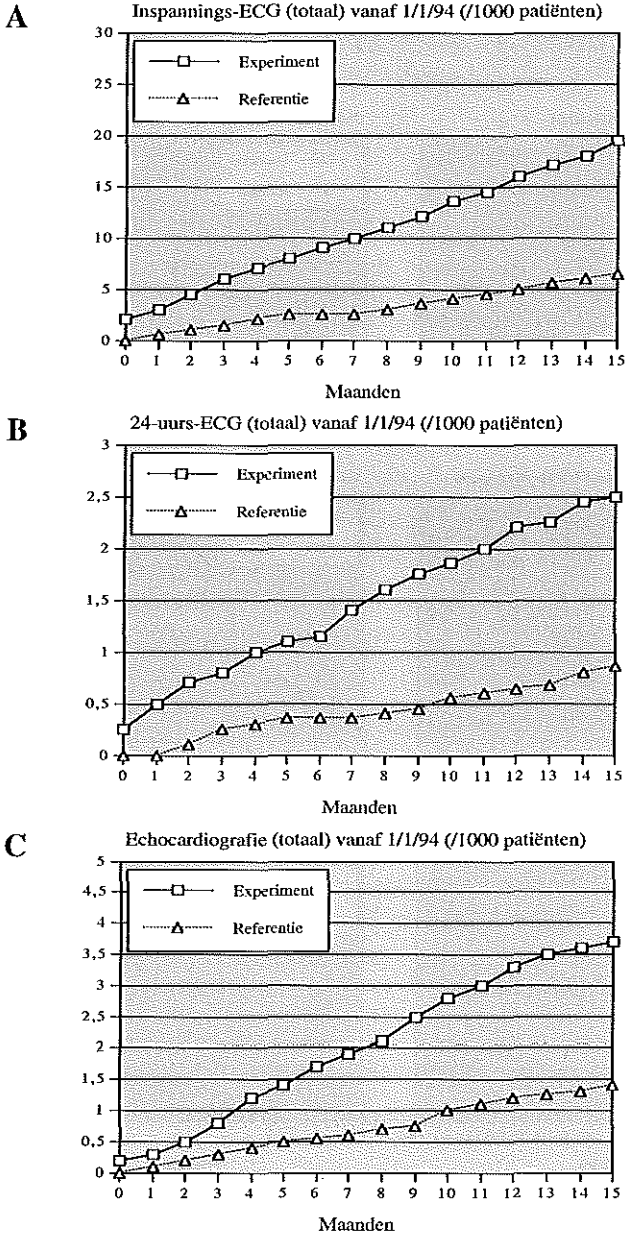 A
Inspannings-ECG (totaal) vanaf 1/1/94 (/1000 patiënten)
30
25
20
15
10
5
0
Experiment
Referentie
0 1 2 3 4 5 6 7 8 9 10 11 12 13 14 15
Maanden
B
24-uurs-ECG (totaal) vanaf 1/1/94 (/1000 patiënten)
3
2,5
2
1,5
1
0,5
0
Experiment
Referentie
0 1 2 3 4 5 6 7 8 9 10 11 12 13 14 15
Maanden
C
Echocardiografie (totaal) vanaf 1/1/94 (/1000 patiënten)
5
4,5
4
3,5
3
2,5
2
1,5
1
0,5
0
Experiment
Referentie
0 1 2 3 4 5 6 7 8 9 10 11 12 13 14 15
Maanden